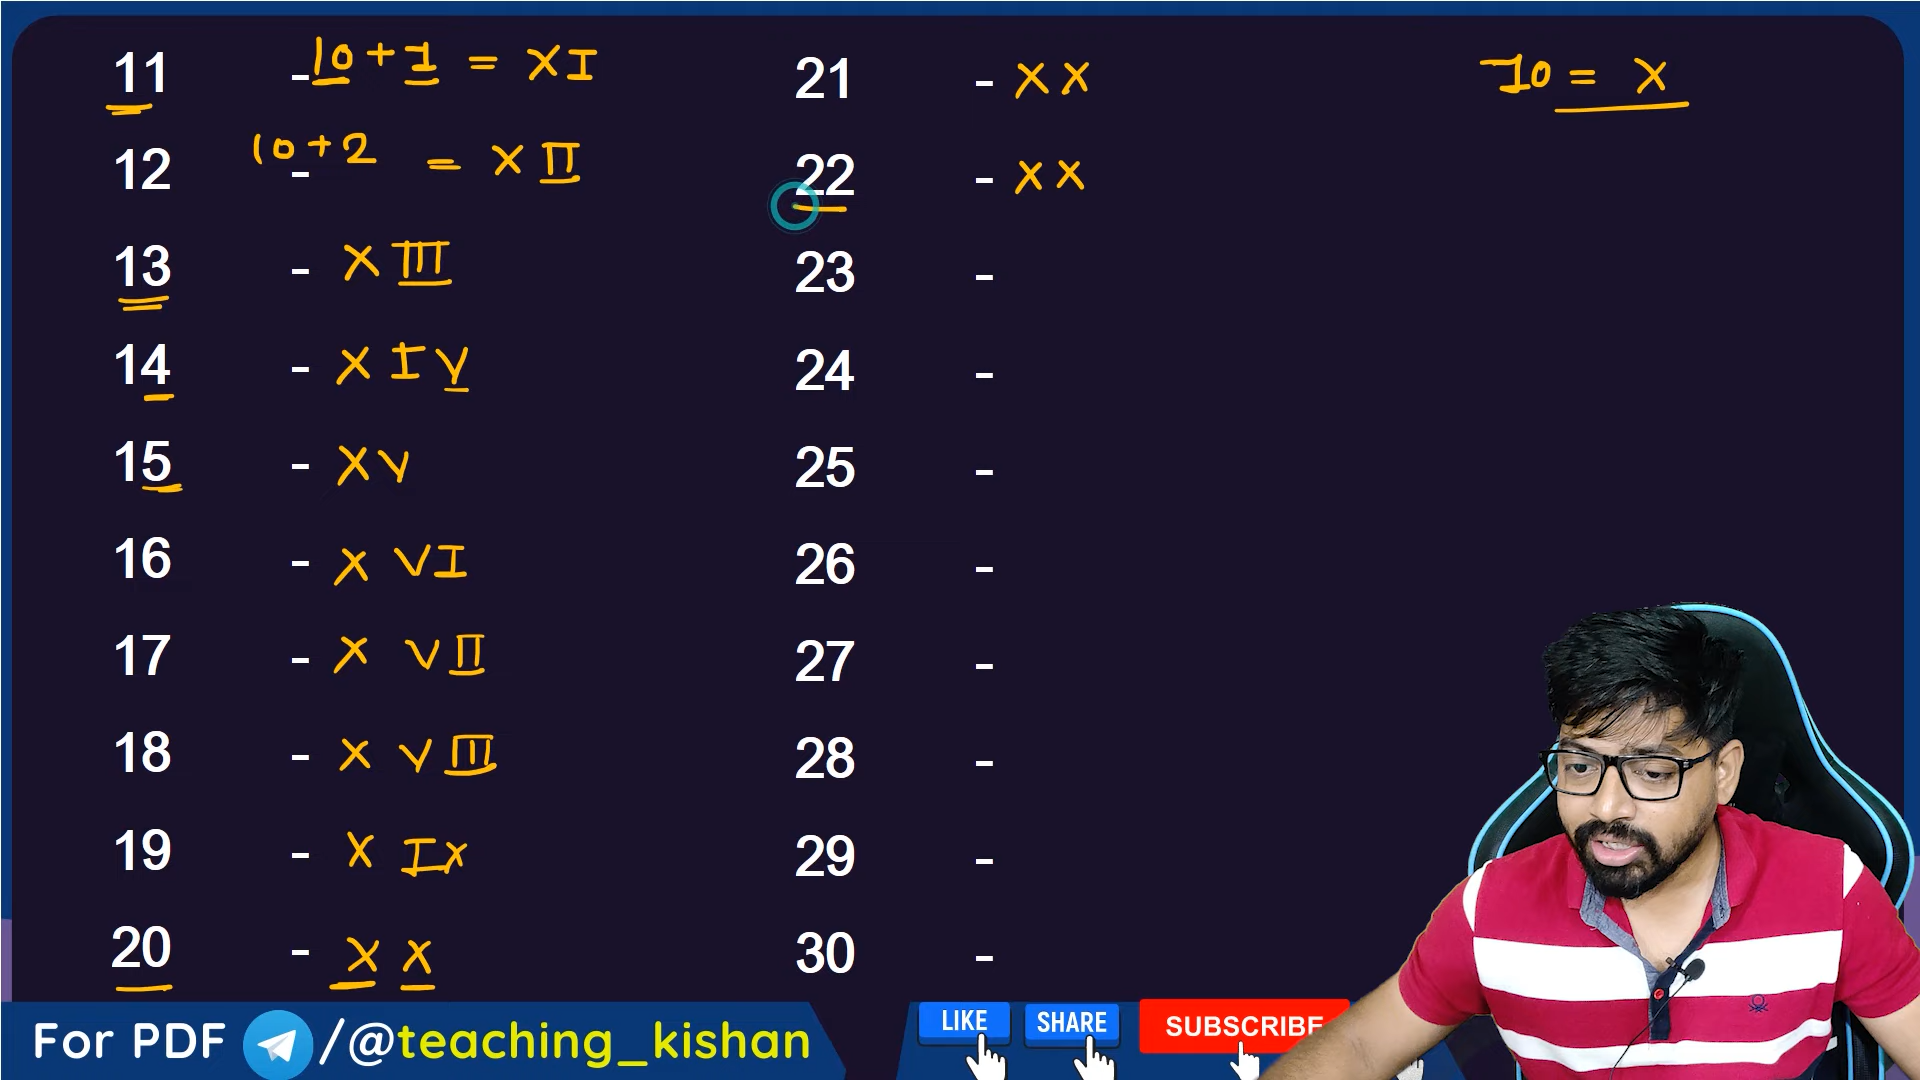 11 - 10 + 1 = XI
12 - 10 + 2 = XII
13 - XIII
14 - XIV
15 - XV
16 - XVI
17 - XVII
18 - XVIII
19 - XIX
20 - XX
21 - XX
22 - XX
23 -
24 -
25 -
26 -
27 -
28 -
29 -
30 -
10 = X
For PDF /@teaching_kishan
LIKE
SHARE
SUBSCRIBE